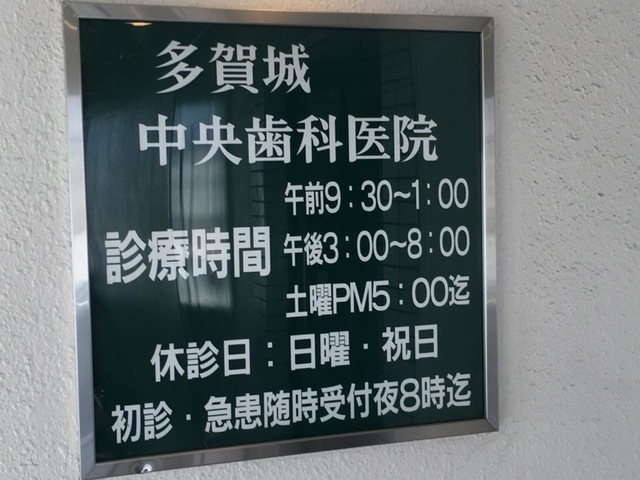 多賀城
中央歯科医院
午前9：30〜1：00
診療時間 午後3：00〜8：00
土曜PM5：00迄
休診日：日曜・祝日
初診・急患随時受付夜8時迄